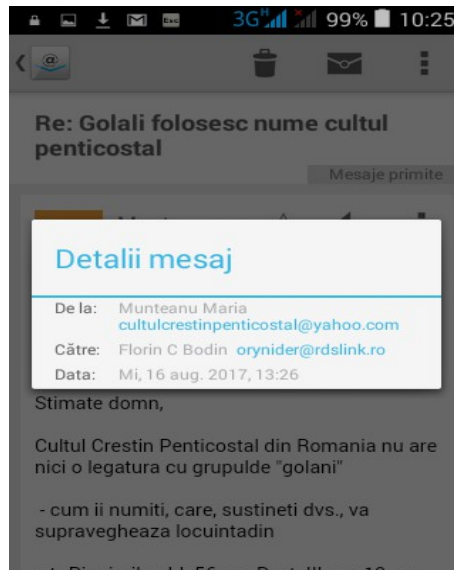 3G H 99% 10:25
Re: Golali folosesc nume cultul
penticostal
Mesaje primite
Detalii mesaj
De la: Munteanu Maria
cultulcrestinpenticostal@yahoo.com
Către: Florin C Bodin orynider@rdslink.ro
Data: Mi, 16 aug. 2017, 13:26
Stimate domn,
Cultul Crestin Penticostal din Romania nu are
nici o legatura cu grupulde "golani"
- cum ii numiti, care, sustineti dvs., va
supravegheaza locuintadin